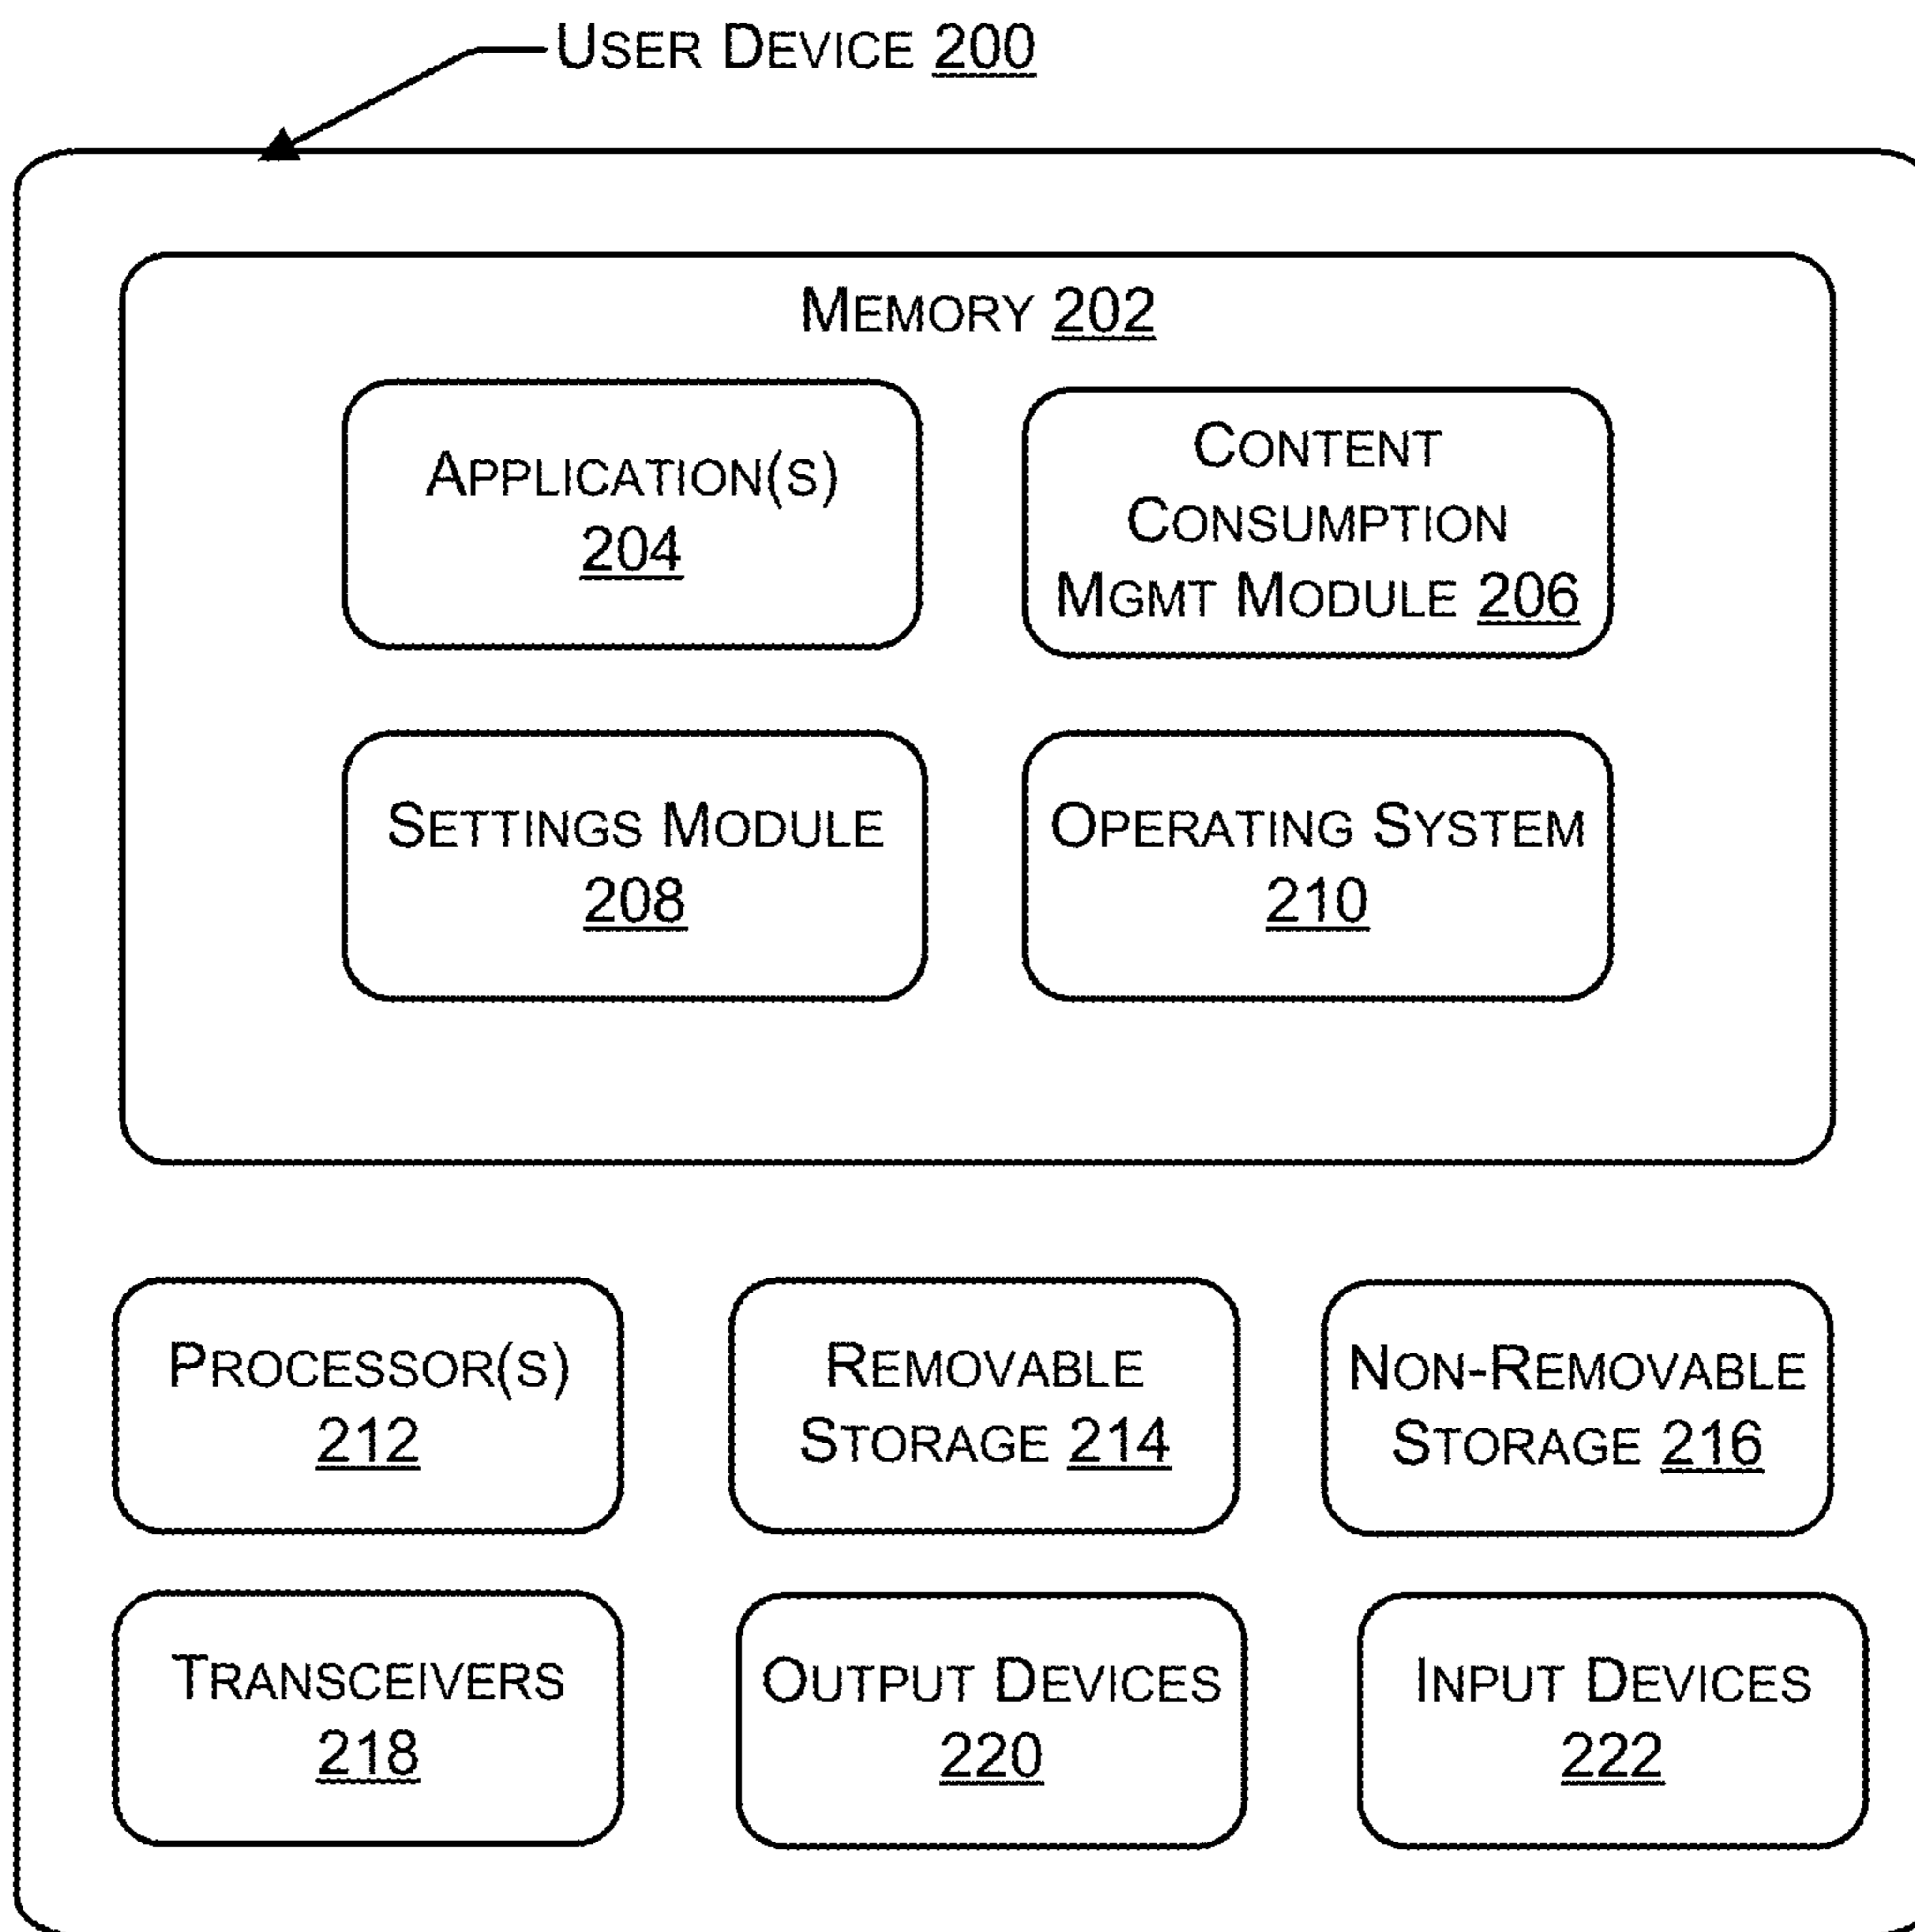 USER DEVICE 200
MEMORY 202
APPLICATION(S)
204
CONTENT
CONSUMPTION
MGMT MODULE 206
SETTINGS MODULE
208
OPERATING SYSTEM
210
PROCESSOR(S)
212
REMOVABLE
STORAGE 214
NON-REMOVABLE
STORAGE 216
TRANSCEIVERS
218
OUTPUT DEVICES
220
INPUT DEVICES
222